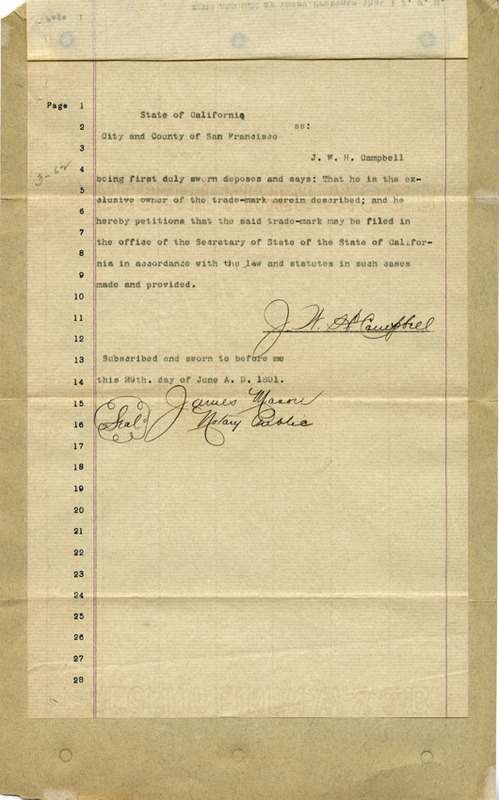 Page 1
State of California
2 ss:
City and County of San Francisco
3
J. W. H. Campbell
4
being first duly sworn deposes and says: That he is the ex-
5
clusive owner of the trade-mark herein described; and he
6
hereby petitions that the said trade-mark may be filed in
7
the office of the Secretary of State of the State of Califor-
8
nia in accordance with the law and statutes in such cases
9
made and provided.
10
11 J. W. H. Campbell
12
13 Subscribed and sworn to before me
14 this 29th. day of June A. D. 1891.
15 James Mason
16 (Seal) Notary Public
17
18
19
20
21
22
23
24
25
26
27
28